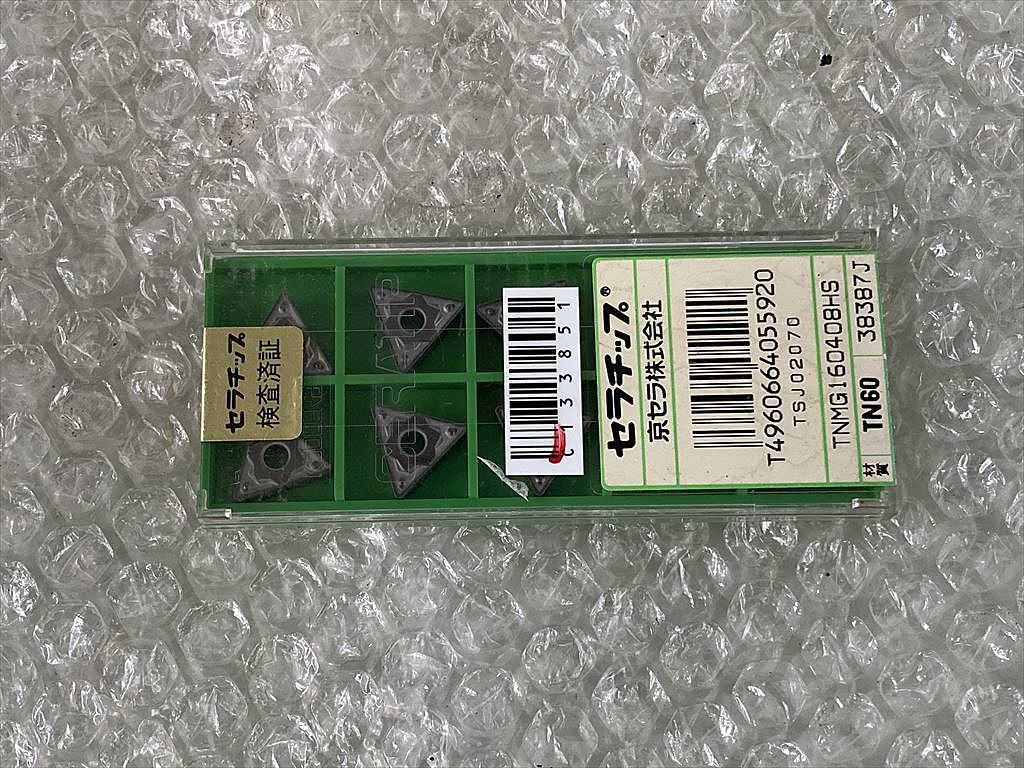 セラチップ
検査済証
C133851
セラチップ®
京セラ株式会社
T4960664055920
TSJ02070
TNMG160408HS
材質 TN60 38387J
CERATIP